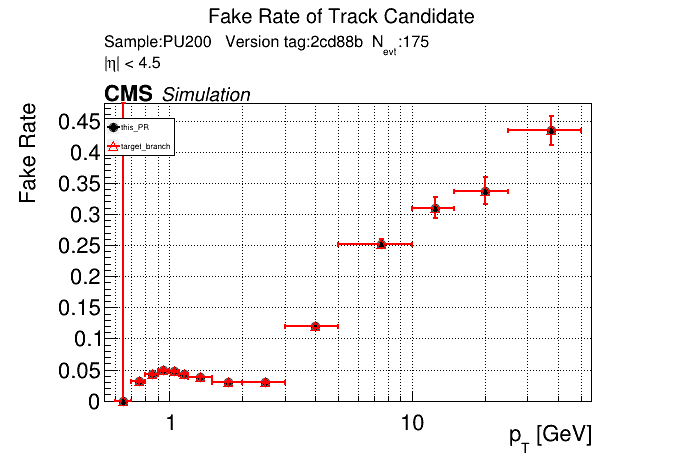 Fake Rate of Track Candidate
Sample:PU200 Version tag:2cd88b N_evt:175
|η| < 4.5
CMS Simulation
Fake Rate
this_PR
target_branch
0.45
0.4
0.35
0.3
0.25
0.2
0.15
0.1
0.05
0
1
10
p_T [GeV]